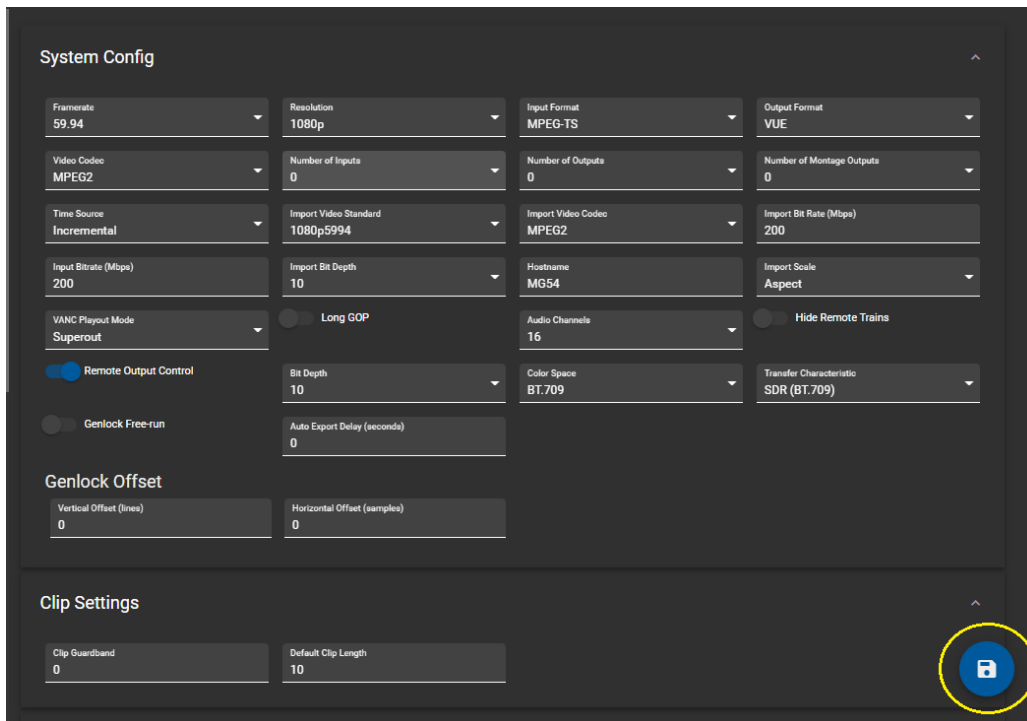 System Config
Framerate
59.94
Resolution
1080p
Input Format
MPEG-TS
Output Format
VUE
Video Codec
MPEG2
Number of Inputs
0
Number of Outputs
0
Number of Montage Outputs
0
Time Source
Incremental
Import Video Standard
1080p5994
Import Video Codec
MPEG2
Import Bit Rate (Mbps)
200
Input Bitrate (Mbps)
200
Import Bit Depth
10
Hostname
MG54
Import Scale
Aspect
VANC Playout Mode
Superout
Long GOP
Audio Channels
16
Hide Remote Trains
Remote Output Control
Bit Depth
10
Color Space
BT.709
Transfer Characteristic
SDR (BT.709)
Genlock Free-run
Auto Export Delay (seconds)
0
Genlock Offset
Vertical Offset (lines)
0
Horizontal Offset (samples)
0
Clip Settings
Clip Guardband
0
Default Clip Length
10